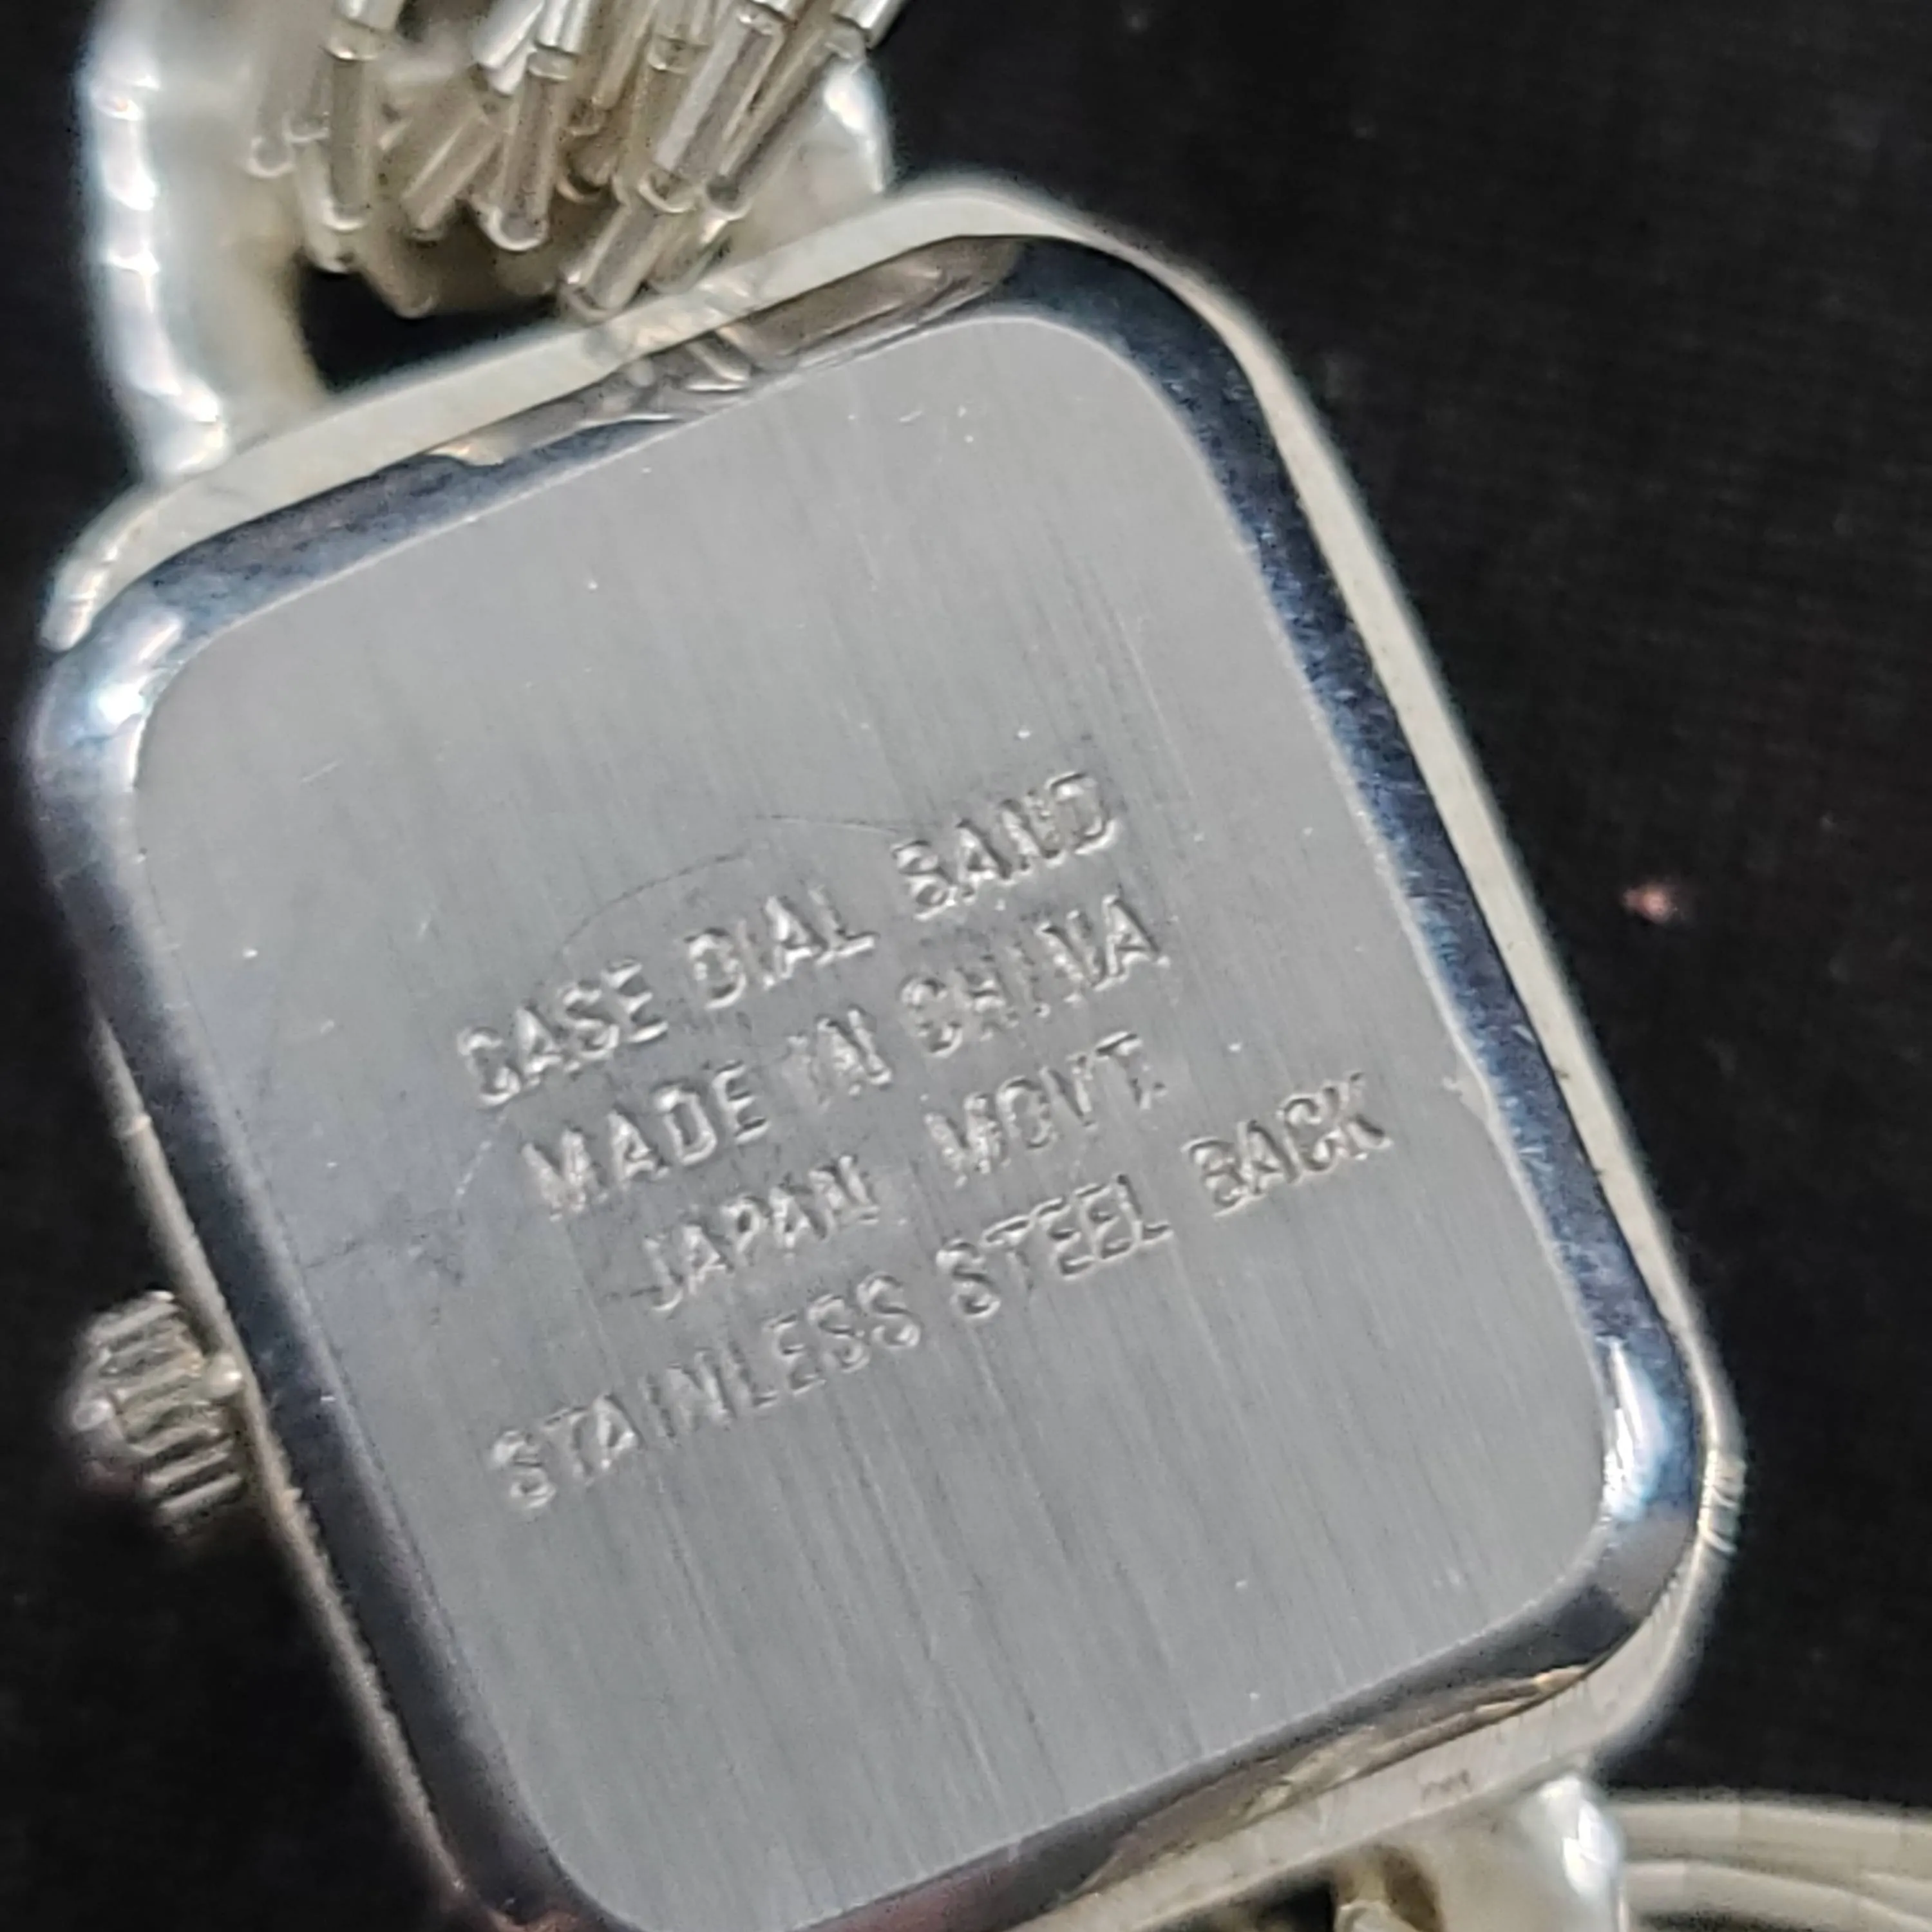 CASE DIAL BAND
MADE IN CHINA
JAPAN MOVT.
STAINLESS STEEL BACK